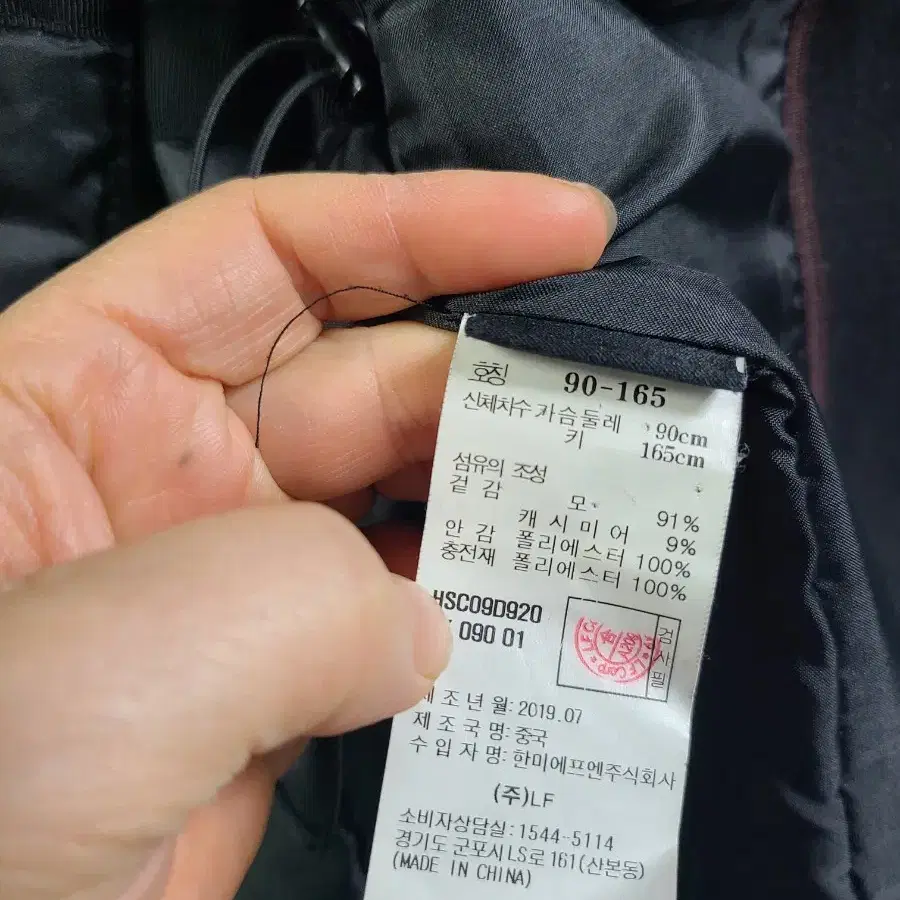 호칭 90-165
신체치수 가슴둘레 90cm
키 165cm
섬유의 조성
겉감 모 91%
캐시미어 9%
안감 폴리에스터 100%
충전재 폴리에스터 100%
HSC09D920
090 01
검사필
제조년월: 2019.07
제조국명: 중국
수입자명: 한미에프엔주식회사
(주)LF
소비자상담실: 1544-5114
경기도 군포시 LS로 161(산본동)
(MADE IN CHINA)